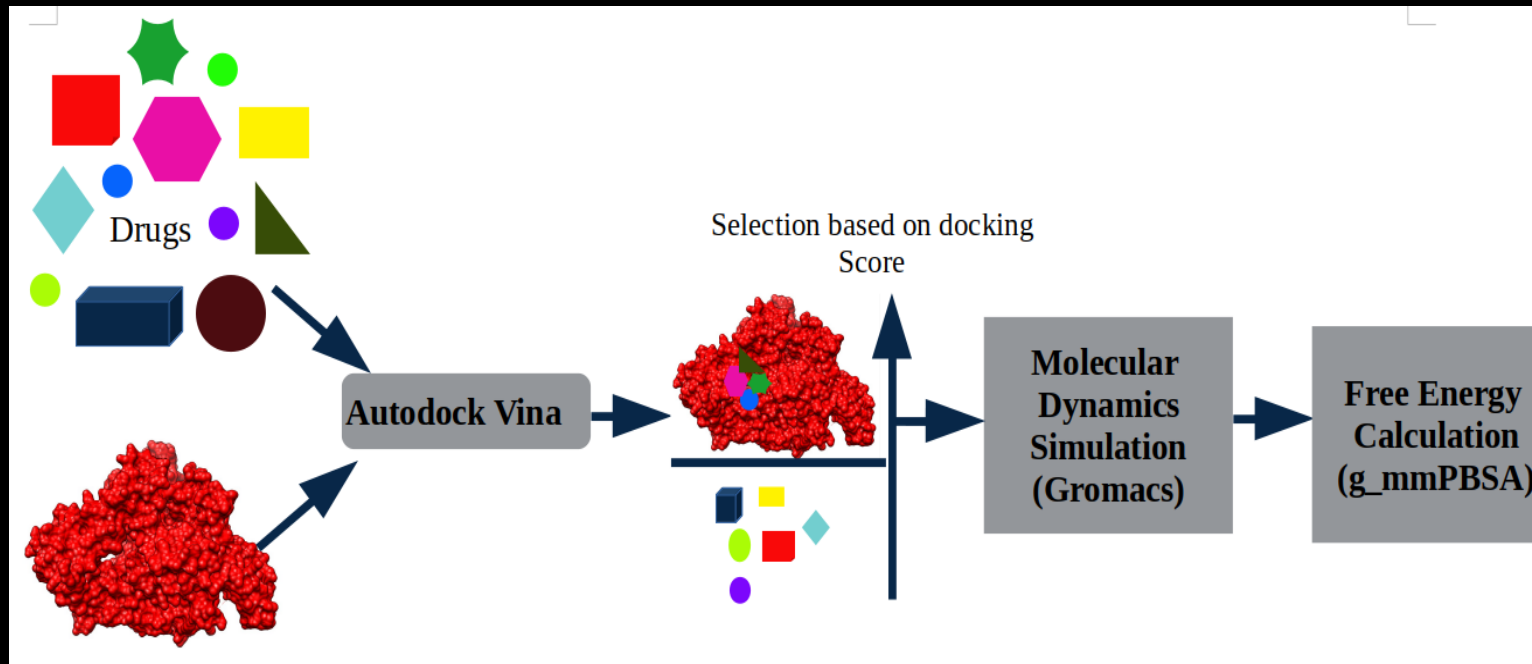 Drugs
Autodock Vina
Selection based on docking
Score
Molecular
Dynamics
Simulation
(Gromacs)
Free Energy
Calculation
(g_mmPBSA)